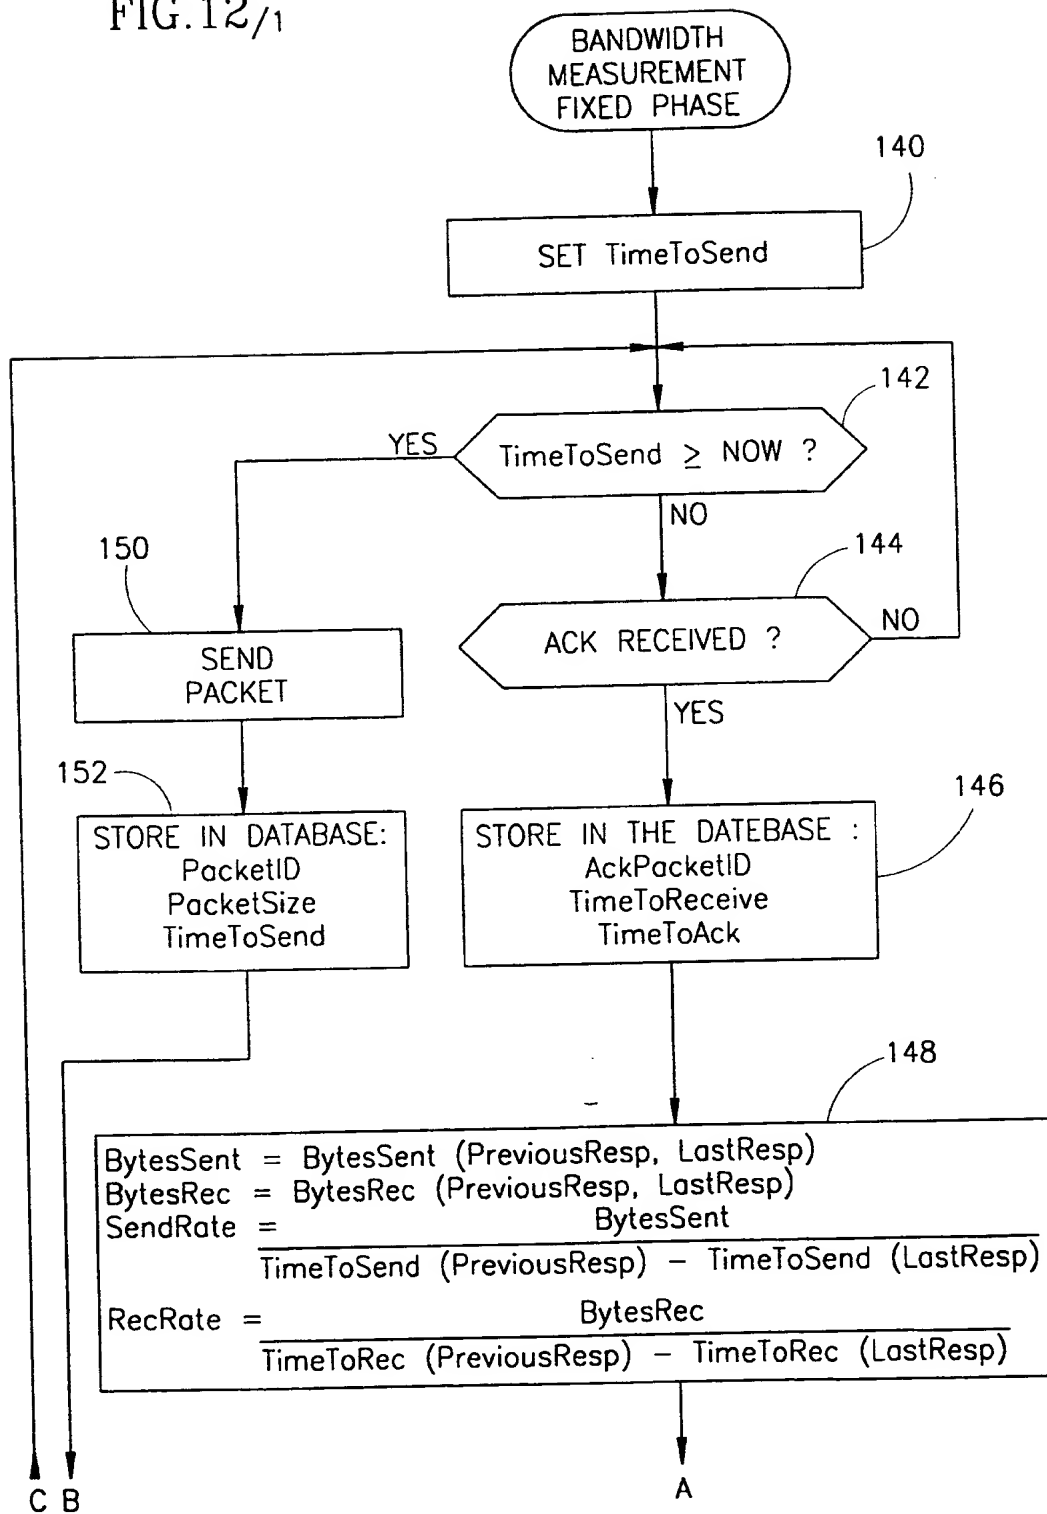 FIG.12/1
BANDWIDTH
MEASUREMENT
FIXED PHASE
140
SET TimeToSend
142
YES
TimeToSend ≥ NOW ?
NO
150
144
SEND
PACKET
ACK RECEIVED ?
NO
YES
152
146
STORE IN DATABASE:
PacketID
PacketSize
TimeToSend
STORE IN THE DATEBASE :
AckPacketID
TimeToReceive
TimeToAck
148
BytesSent = BytesSent (PreviousResp, LastResp)
BytesRec = BytesRec (PreviousResp, LastResp)
SendRate = BytesSent
TimeToSend (PreviousResp) − TimeToSend (LastResp)
RecRate = BytesRec
TimeToRec (PreviousResp) − TimeToRec (LastResp)
C B
A